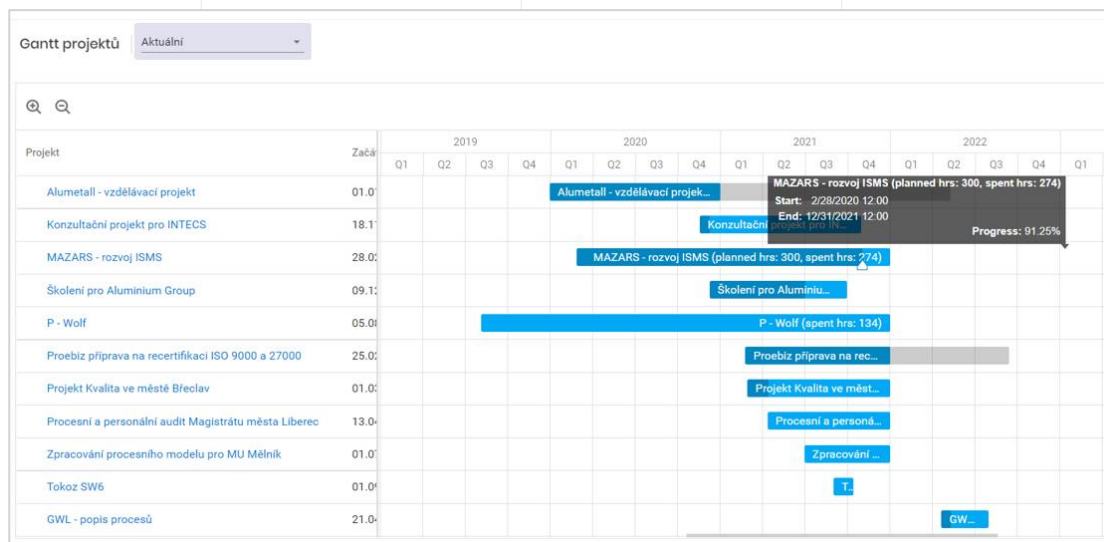 Gantt projektů Aktuální
2019 2020 2021 2022
Projekt Začá
Q1 Q2 Q3 Q4 Q1 Q2 Q3 Q4 Q1 Q2 Q3 Q4 Q1 Q2 Q3 Q4 Q1
Alumetall - vzdělávací projekt 01.0 Alumetall - vzdělávací projek...
MAZARS - rozvoj ISMS (planned hrs: 300, spent hrs: 274)
Start: 2/28/2020 12:00
End: 12/31/2021 12:00
Progress: 91.25%
Konzultační projekt pro INTECS 18.1 Konzultační projekt pro IN...
MAZARS - rozvoj ISMS 28.0 MAZARS - rozvoj ISMS (planned hrs: 300, spent hrs: 274)
Školení pro Aluminium Group 09.1 Školení pro Aluminiu...
P - Wolf 05.0 P - Wolf (spent hrs: 134)
Proebiz příprava na recertifikaci ISO 9000 a 27000 25.0 Proebiz příprava na rec...
Projekt Kvalita ve městě Břeclav 01.0 Projekt Kvalita ve měst...
Procesní a personální audit Magistrátu města Liberec 13.0 Procesní a personá...
Zpracování procesního modelu pro MU Mělník 01.0 Zpracování ...
Tokoz SW6 01.0 T...
GWL - popis procesů 21.0 GW...